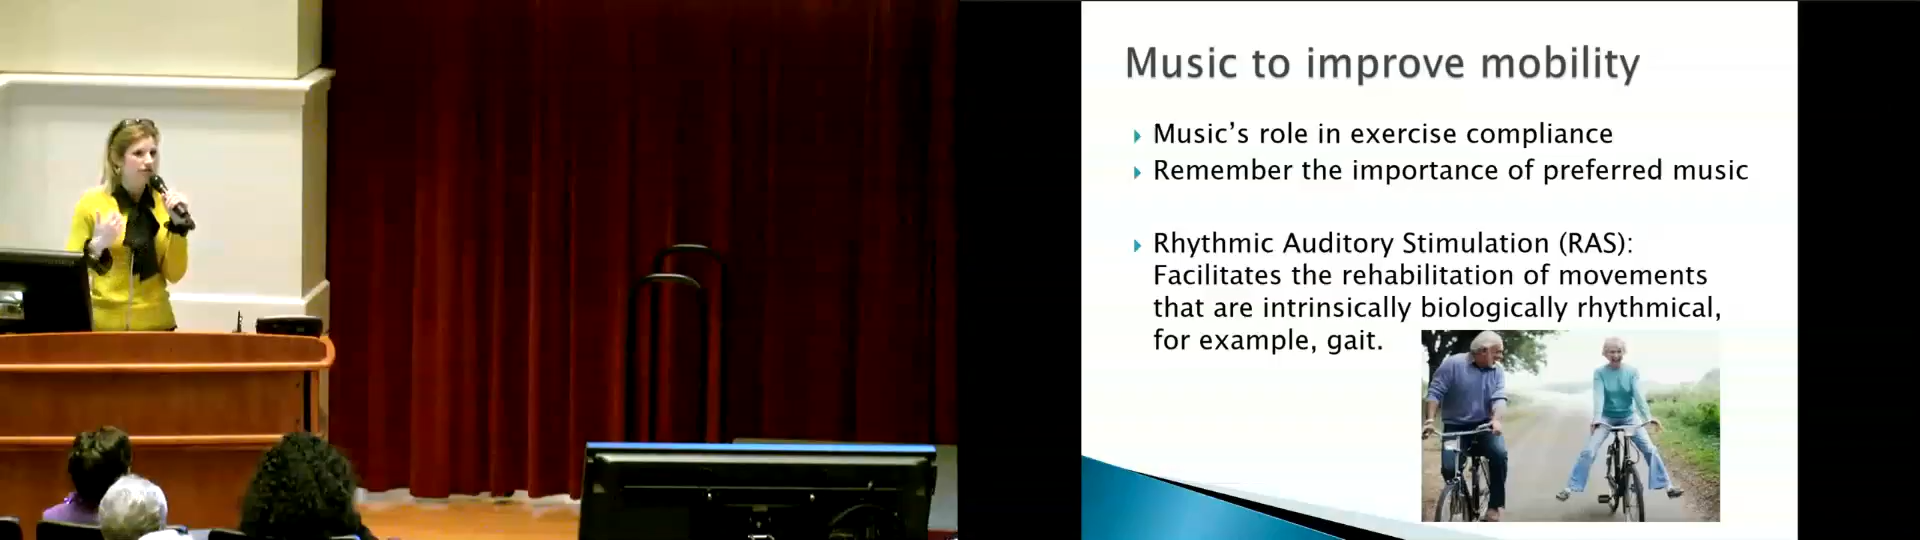 Music to improve mobility
Music's role in exercise compliance
Remember the importance of preferred music
Rhythmic Auditory Stimulation (RAS):
Facilitates the rehabilitation of movements
that are intrinsically biologically rhythmical,
for example, gait.